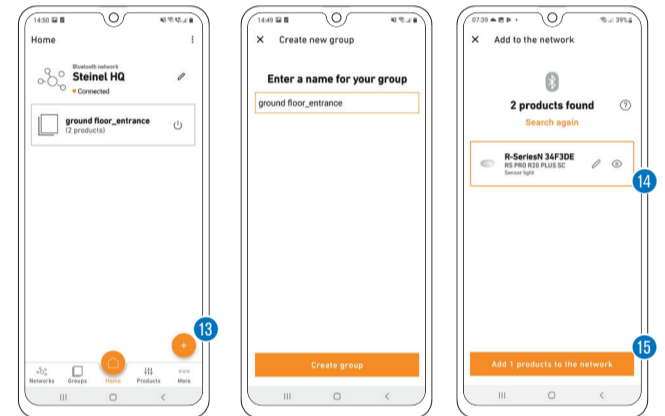 14:50
Home
Bluetooth network
Steinel HQ
Connected
ground floor_entrance
(2 products)
13
Networks
Groups
Home
Products
More
14:49
Create new group
Enter a name for your group
ground floor_entrance
Create group
07:39
39%
Add to the network
2 products found
Search again
R-SeriesN 34F3DE
RS PRO R30 PLUS SC
Sensor light
14
15
Add 1 products to the network